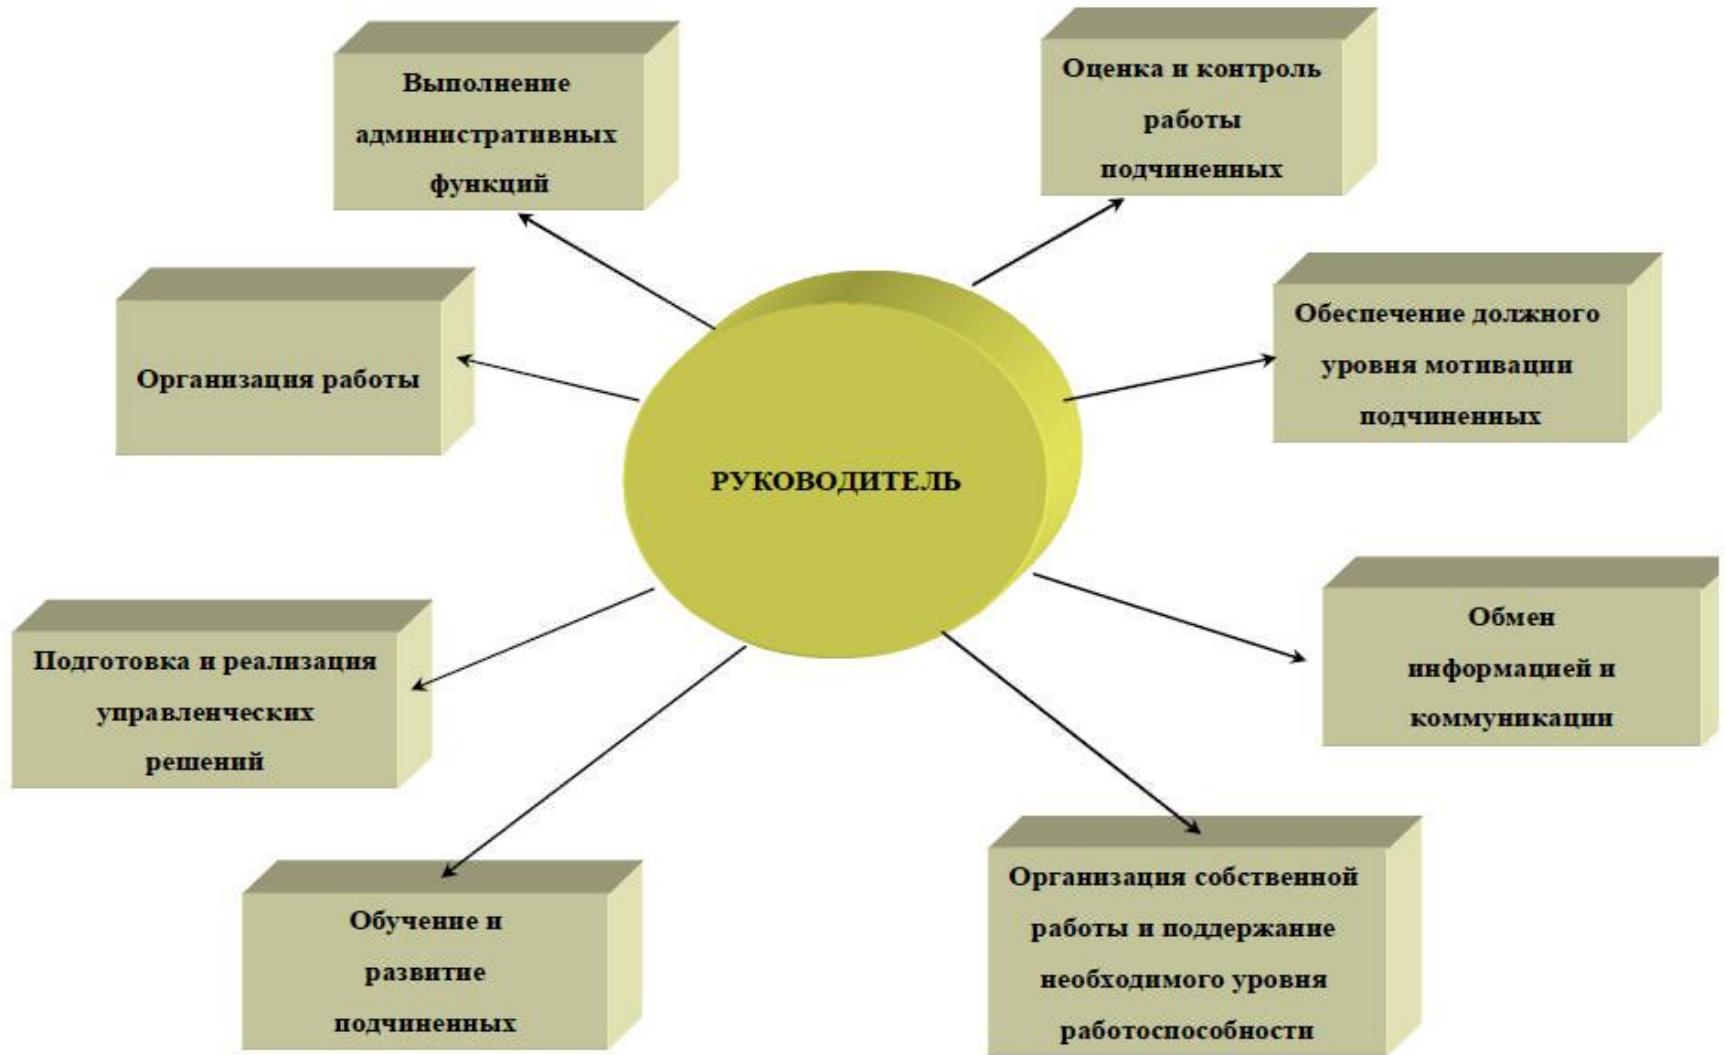 Выполнение
административных
функций
Оценка и контроль
работы
подчиненных
Организация работы
Обеспечение должного
уровня мотивации
подчиненных
РУКОВОДИТЕЛЬ
Подготовка и реализация
управленческих
решений
Обмен
информацией и
коммуникации
Обучение и
развитие
подчиненных
Организация собственной
работы и поддержание
необходимого уровня
работоспособности